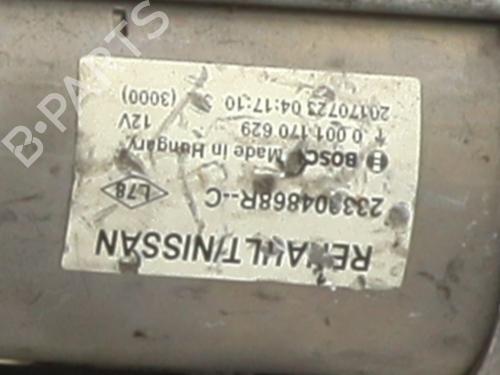 RENAULT/NISSAN
233004868R--C
L78
BOSCH
Made in Hungary
0 001 170 629
12V
20170723 04:17:10
(3000)
B-PARTS